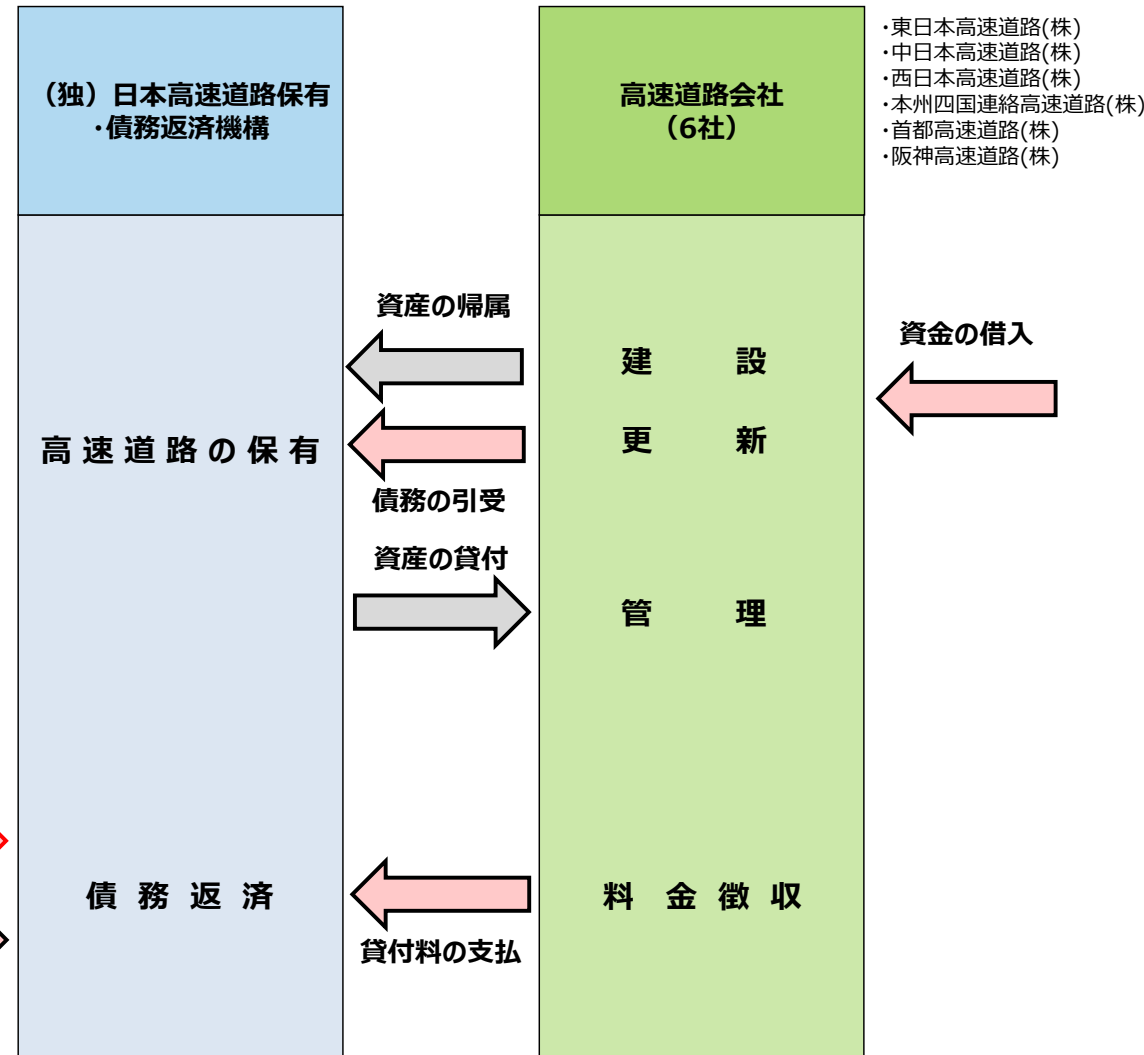 (独)日本高速道路保有
・債務返済機構
高速道路会社
(6社)
・東日本高速道路(株)
・中日本高速道路(株)
・西日本高速道路(株)
・本州四国連絡高速道路(株)
・首都高速道路(株)
・阪神高速道路(株)
資産の帰属
資金の借入
建設
更新
高速道路の保有
債務の引受
資産の貸付
管理
債務返済
料金徴収
貸付料の支払